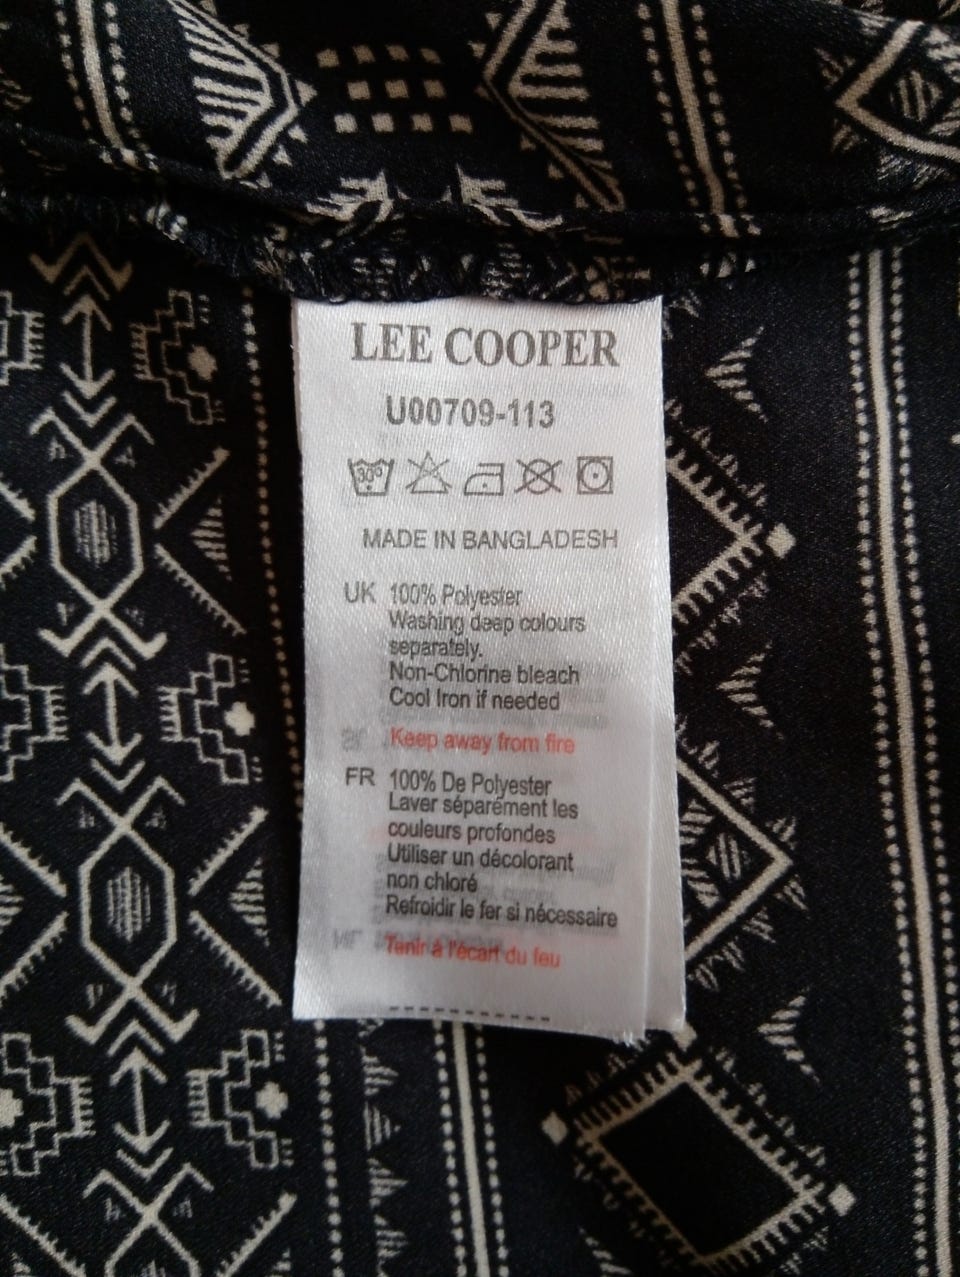 LEE COOPER
U00709-113
30°
MADE IN BANGLADESH
UK 100% Polyester
Washing deep colours
separately.
Non-Chlorine bleach
Cool Iron if needed
Keep away from fire
FR 100% De Polyester
Laver séparément les
couleurs profondes
Utiliser un décolorant
non chloré
Refroidir le fer si nécessaire
Tenir à l'écart du feu